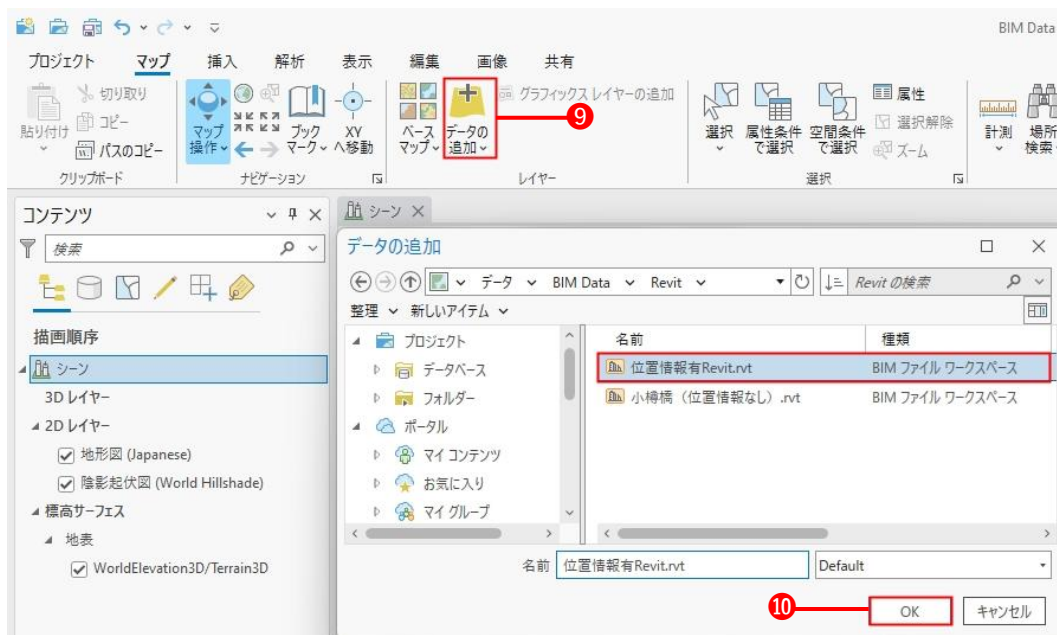 BIM Data
プロジェクト マップ 挿入 解析 表示 編集 画像 共有
貼り付け
切り取り
コピー
パスのコピー
クリップボード
マップ
操作
ブック
マーク
XY
へ移動
ナビゲーション
ベース
マップ
データの
追加
グラフィックス レイヤーの追加
❾
レイヤー
選択
属性条件
で選択
空間条件
で選択
属性
選択解除
ズーム
選択
計測
場所
検索
コンテンツ
検索
描画順序
シーン
3D レイヤー
2D レイヤー
地形図 (Japanese)
陰影起伏図 (World Hillshade)
標高サーフェス
地表
WorldElevation3D/Terrain3D
シーン
データの追加
データ BIM Data Revit
Revit の検索
整理 新しいアイテム
プロジェクト
データベース
フォルダー
ポータル
マイ コンテンツ
お気に入り
マイ グループ
名前 種類
位置情報有Revit.rvt BIM ファイル ワークスペース
小樽橋（位置情報なし）.rvt BIM ファイル ワークスペース
名前 位置情報有Revit.rvt Default
❿
OK キャンセル